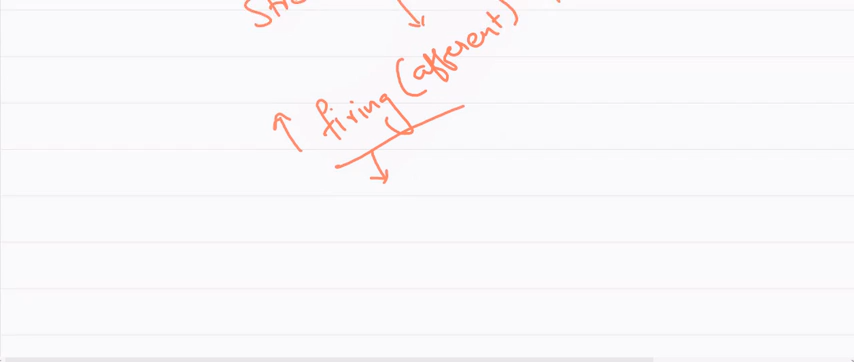 ↓
↑ firing (afferent)
↓